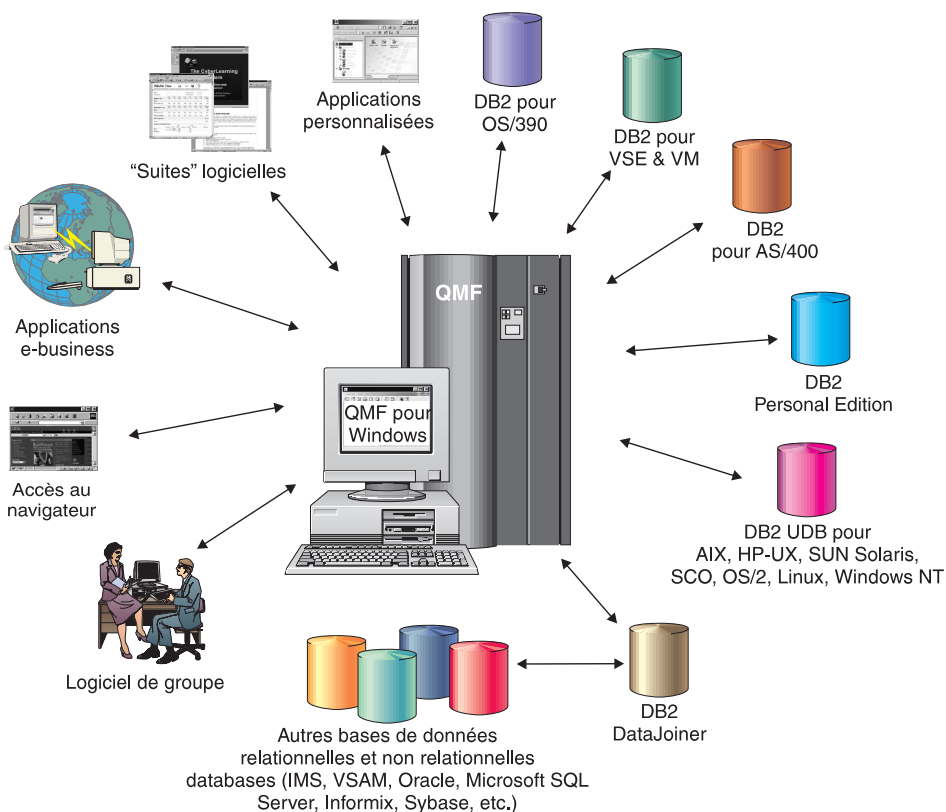 Applications
personnalisées
DB2 pour
OS/390
DB2 pour
VSE & VM
"Suites" logicielles
DB2
pour AS/400
Applications
e-business
QMF
DB2
Personal Edition
QMF pour
Windows
Accès au
navigateur
DB2 UDB pour
AIX, HP-UX, SUN Solaris,
SCO, OS/2, Linux, Windows NT
Logiciel de groupe
DB2
DataJoiner
Autres bases de données
relationnelles et non relationnelles
databases (IMS, VSAM, Oracle, Microsoft SQL
Server, Informix, Sybase, etc.)
The CyberLearning